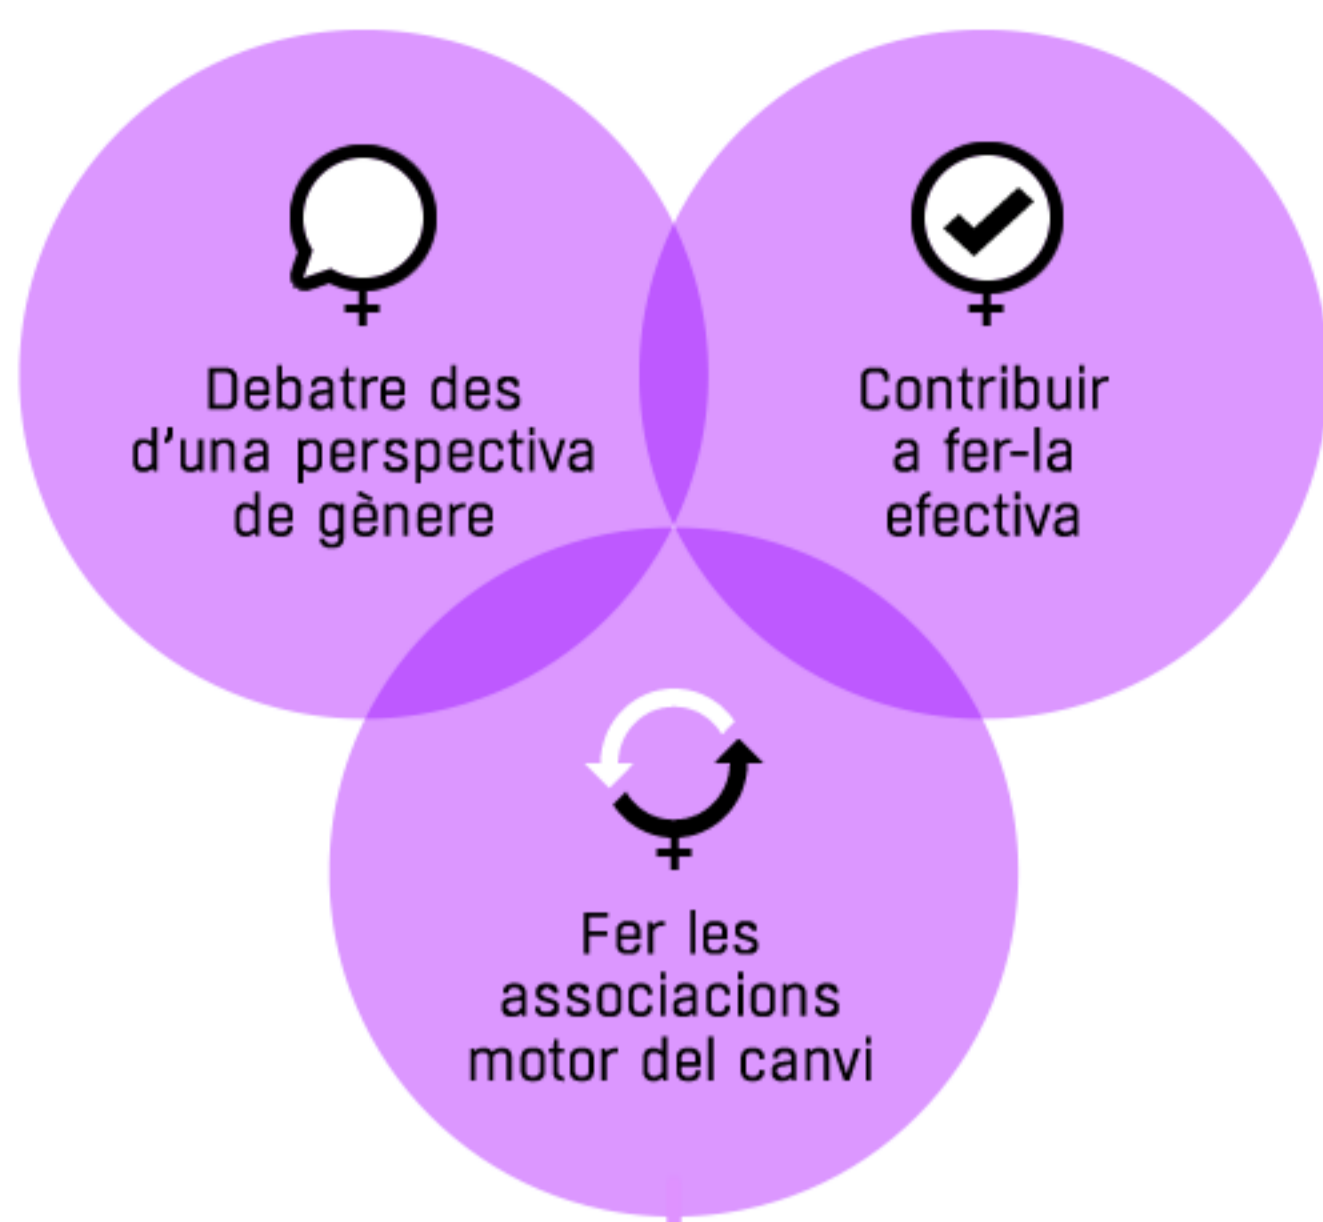 Debatre des
d'una perspectiva
de gènere
Contribuir
a fer-la
efectiva
Fer les
associacions
motor del canvi